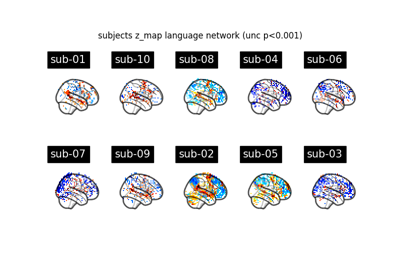 subjects z_map language network (unc p<0.001)
sub-01 sub-10 sub-08 sub-04 sub-06
sub-07 sub-09 sub-02 sub-05 sub-03